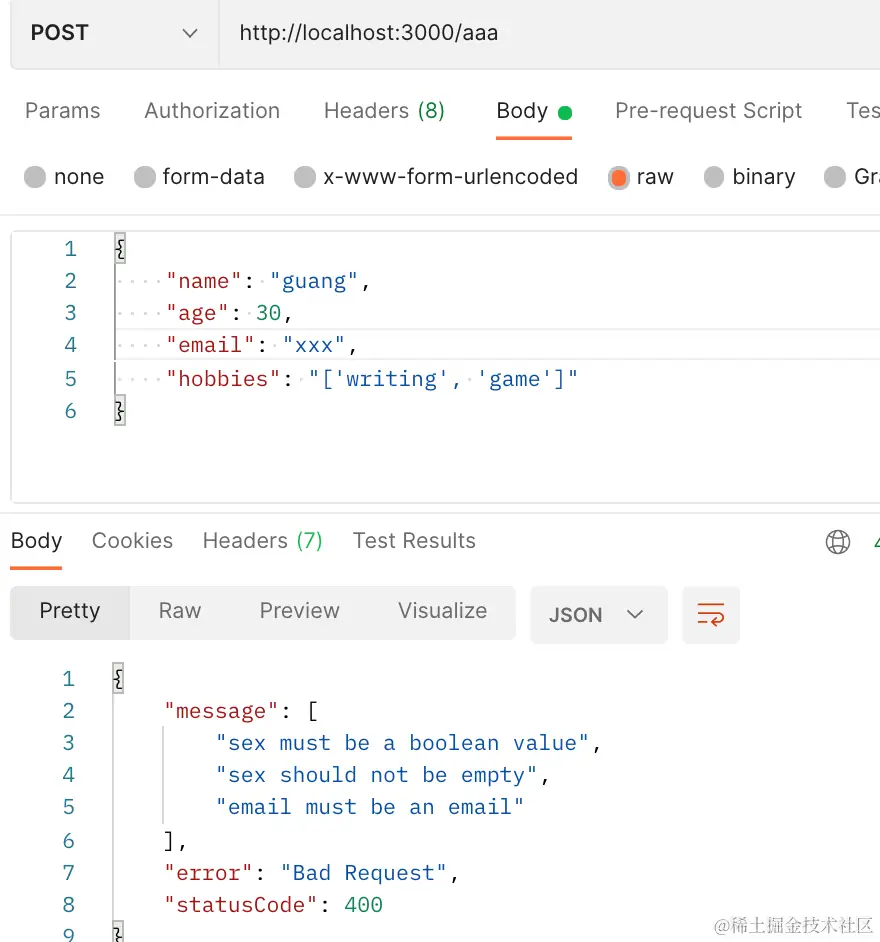 POST http://localhost:3000/aaa
Params Authorization Headers (8) Body Pre-request Script Tes
none form-data x-www-form-urlencoded raw binary Gra
1 {
2 "name": "guang",
3 "age": 30,
4 "email": "xxx",
5 "hobbies": "['writing', 'game']"
6 }
Body Cookies Headers (7) Test Results 4
Pretty Raw Preview Visualize JSON
1 {
2 "message": [
3 "sex must be a boolean value",
4 "sex should not be empty",
5 "email must be an email"
6 ],
7 "error": "Bad Request",
8 "statusCode": 400
9 }
@稀土掘金技术社区